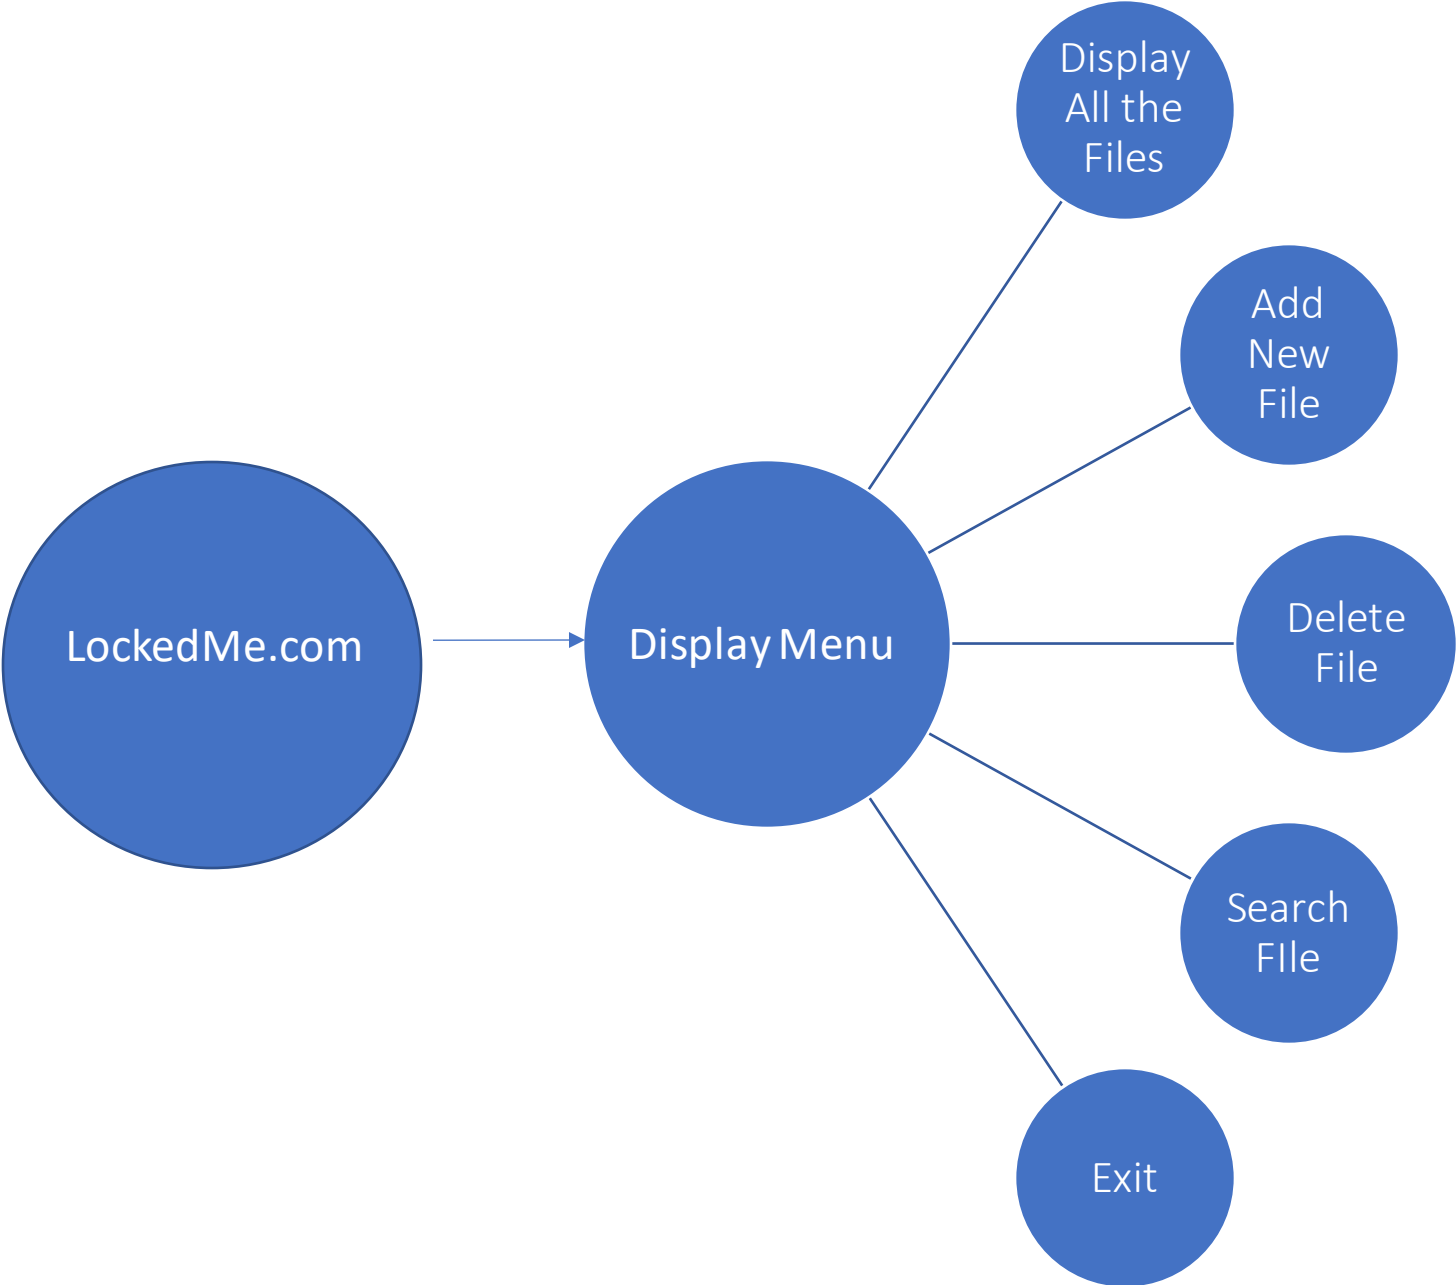 LockedMe.com
Display Menu
Display
All the
Files
Add
New
File
Delete
File
Search
FIle
Exit